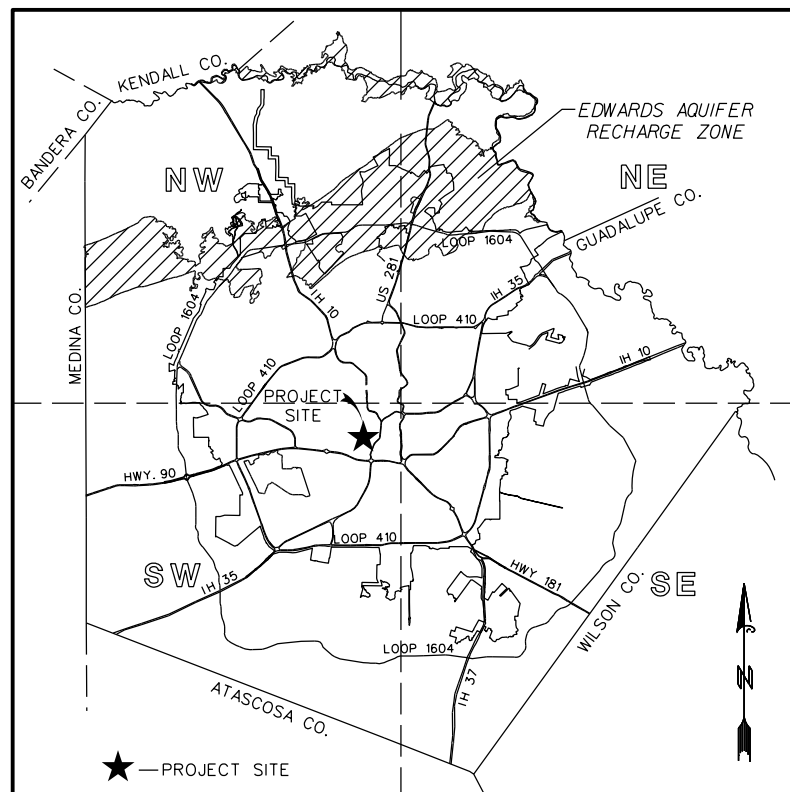 KENDALL CO.
BANDERA CO.
EDWARDS AQUIFER
RECHARGE ZONE
NW
NE
GUADALUPE CO.
LOOP 1604
US 281
IH 35
IH 10
LOOP 1604
MEDINA CO.
LOOP 410
IH 10
LOOP 410
PROJECT
SITE
HWY. 90
SW
IH 35
LOOP 410
HWY 181
SE
WILSON CO.
LOOP 1604
IH 37
ATASCOSA CO.
N
PROJECT SITE